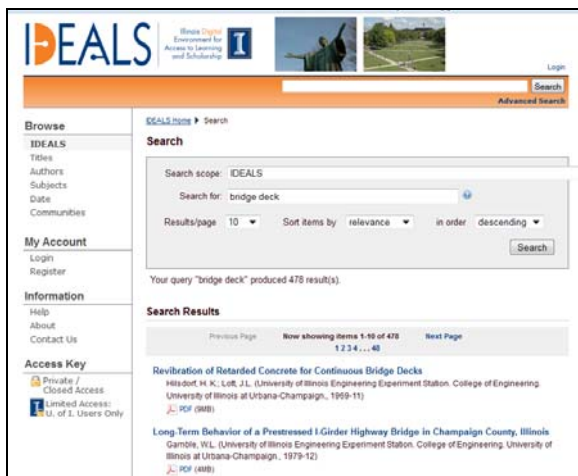 IDEALS
Illinois Digital
Environment for
Access to Learning
and Scholarship
I
Login
Search
Advanced Search
Browse
IDEALS
Titles
Authors
Subjects
Date
Communities
My Account
Login
Register
Information
Help
About
Contact Us
Access Key
Private /
Closed Access
Limited Access:
U. of I. Users Only
IDEALS Home Search
Search
Search scope: IDEALS
Search for: bridge deck
Results/page 10 Sort items by relevance in order descending
Search
Your query "bridge deck" produced 478 result(s).
Search Results
Previous Page Now showing items 1-10 of 478 Next Page
1 2 3 4 . . . 48
Revibration of Retarded Concrete for Continuous Bridge Decks
Hilsdorf, H. K.; Lott, J.L. (University of Illinois Engineering Experiment Station. College of Engineering.
University of Illinois at Urbana-Champaign., 1969-11)
PDF (9MB)
Long-Term Behavior of a Prestressed I-Girder Highway Bridge in Champaign County, Illinois
Gamble, W.L. (University of Illinois Engineering Experiment Station. College of Engineering. University of
Illinois at Urbana-Champaign., 1979-12)
PDF (4MB)